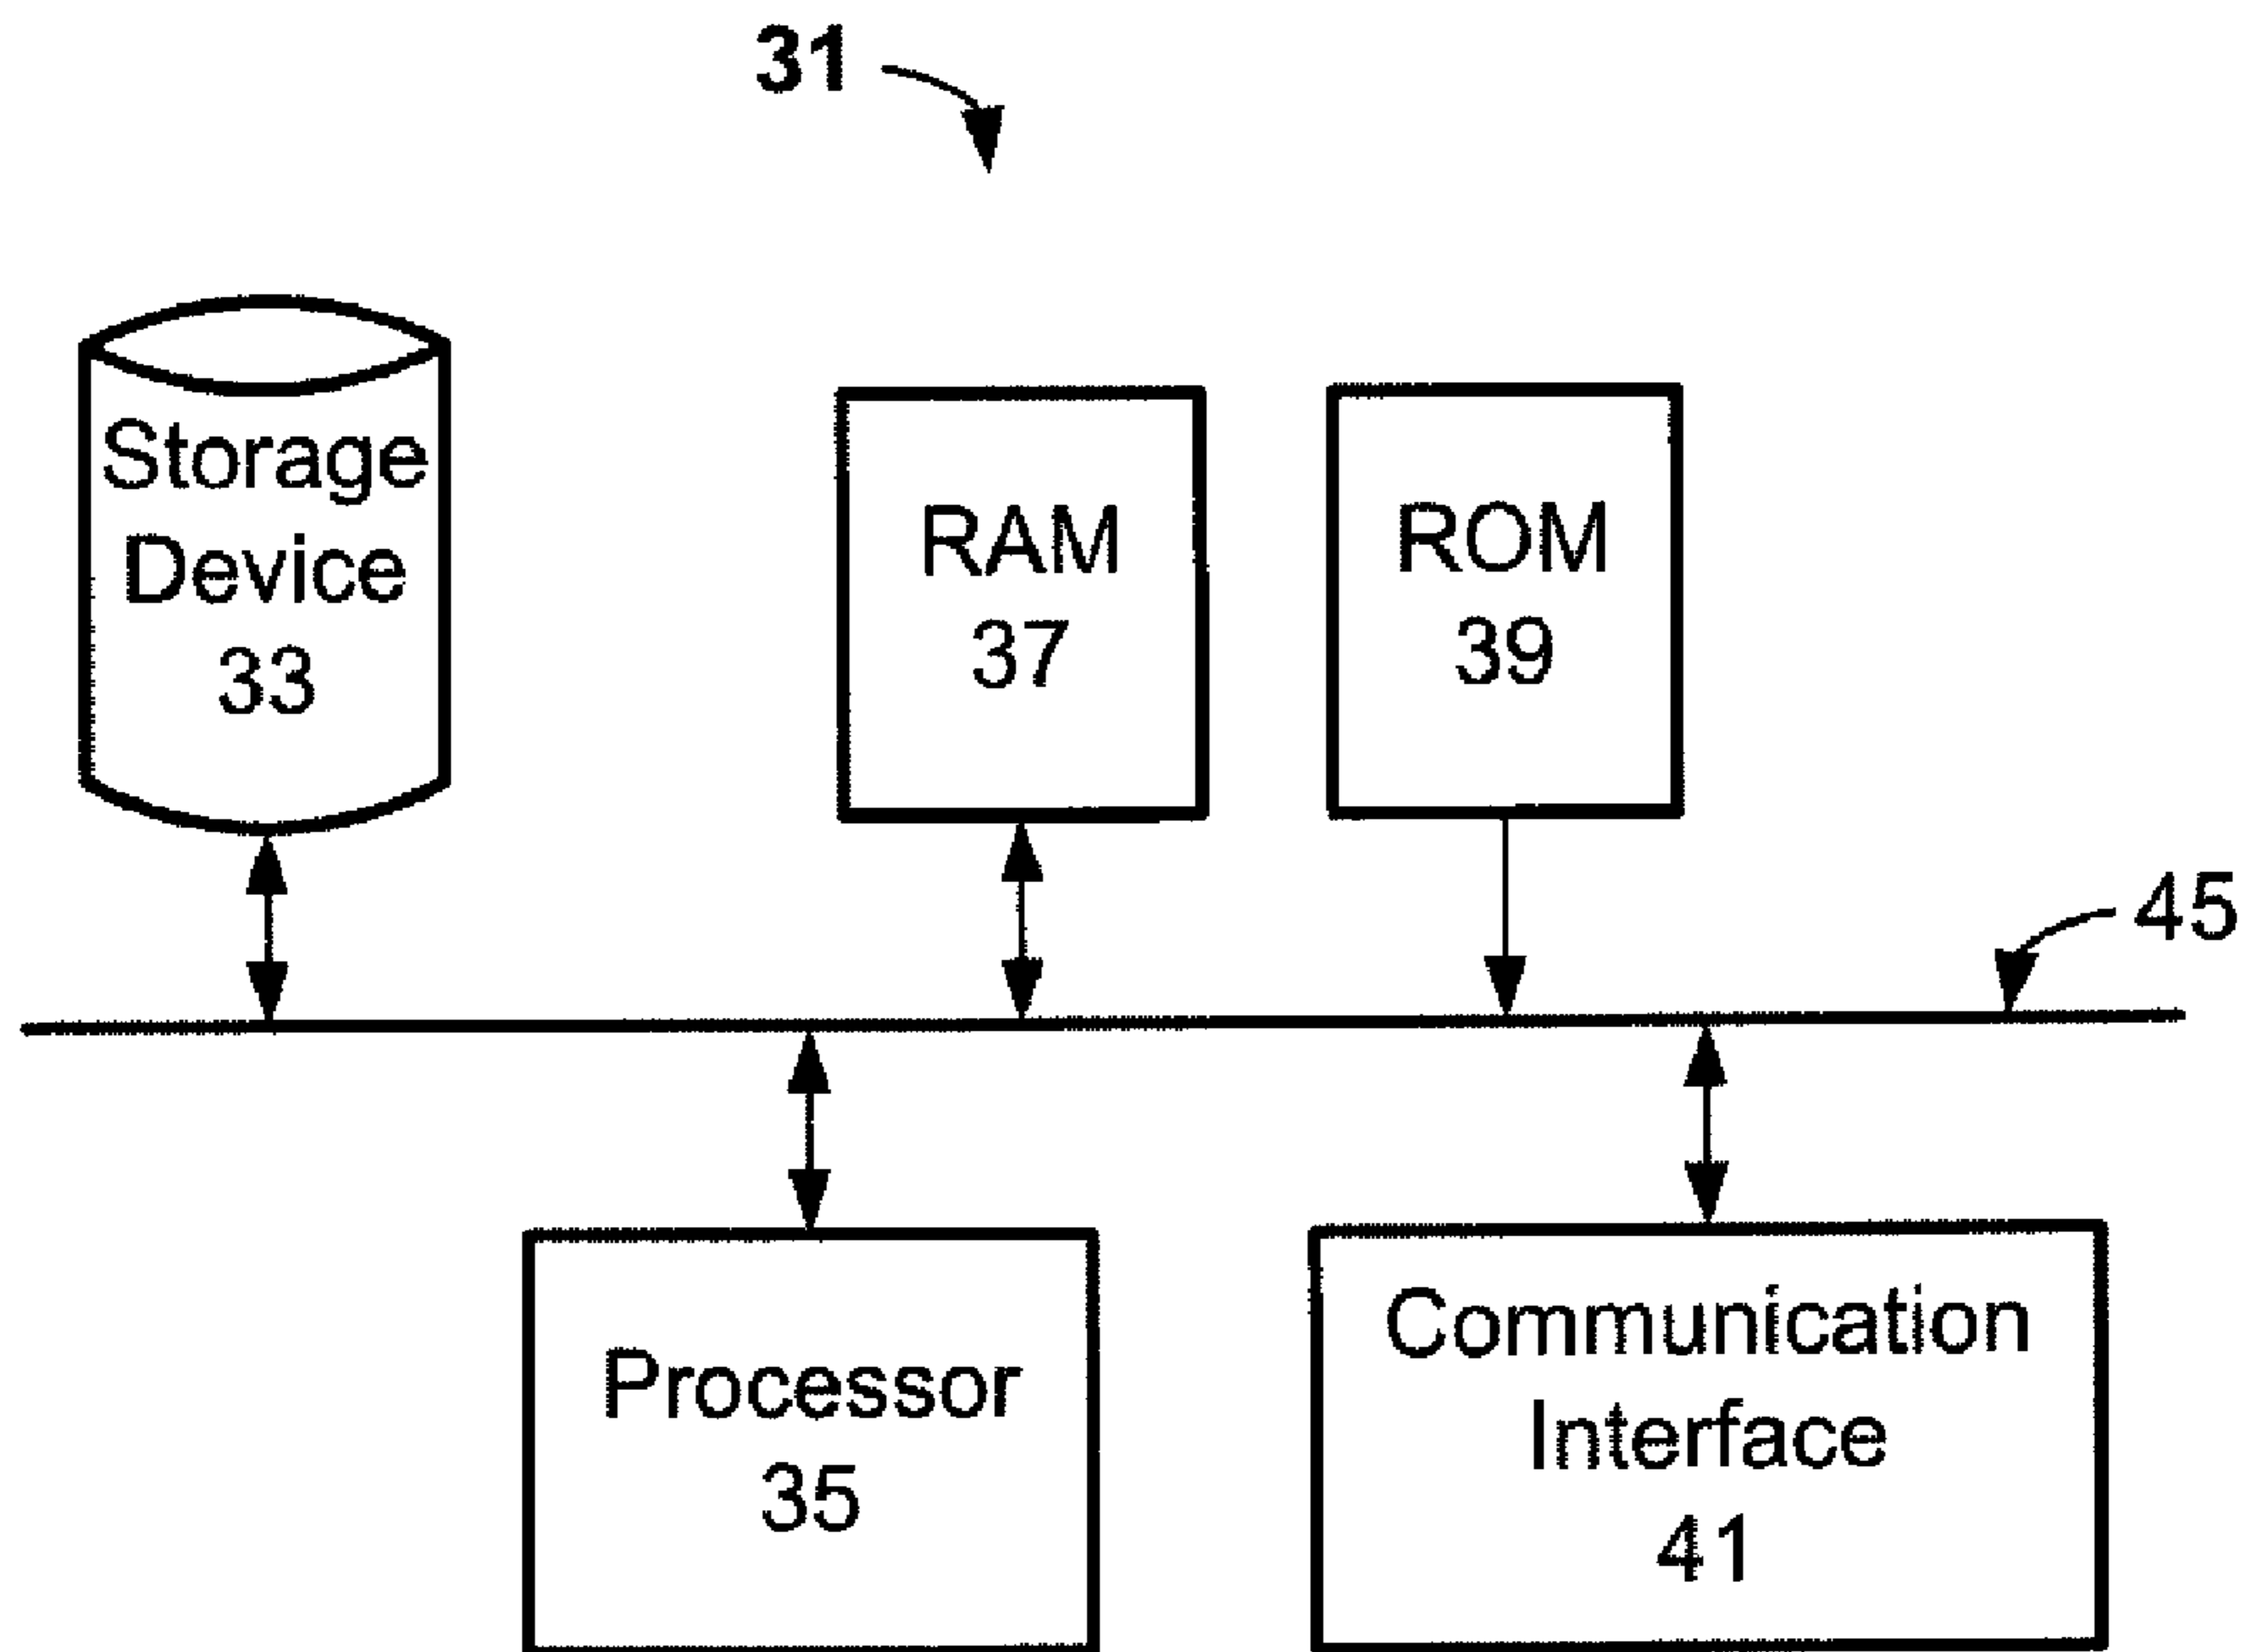 31
Storage
Device
33
RAM
37
ROM
39
45
Processor
35
Communication
Interface
41